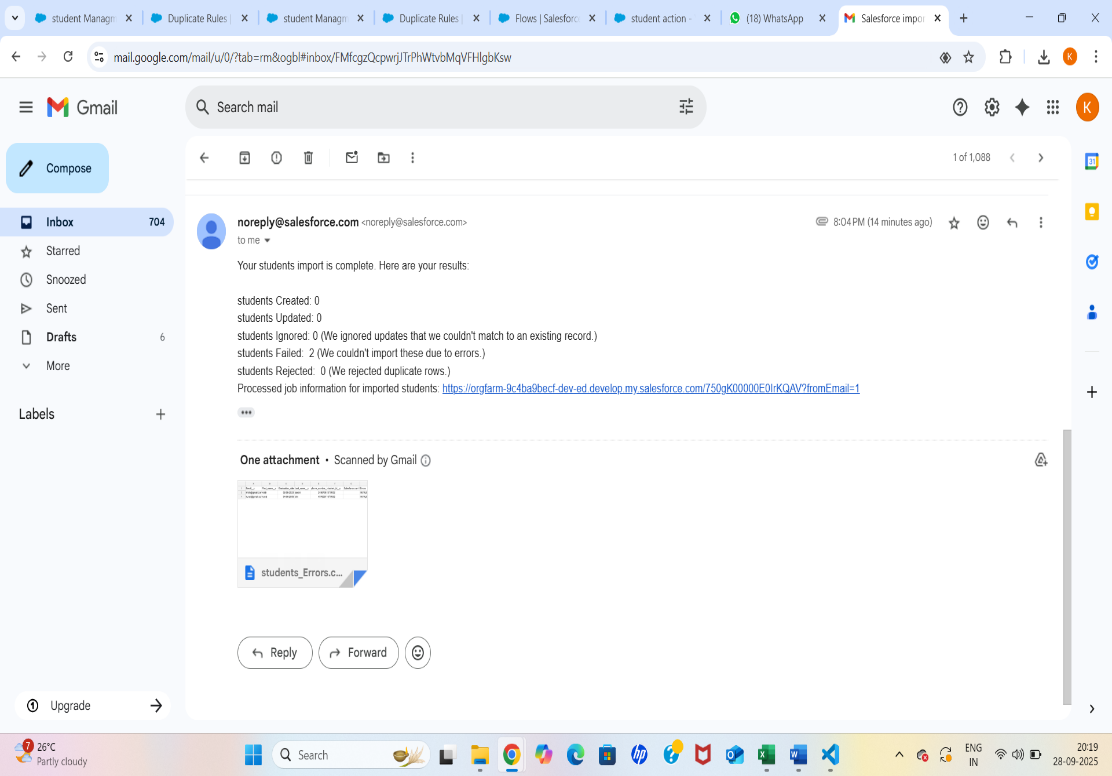 student Managm
Duplicate Rules
student Managm
Duplicate Rules
Flows | Salesforc
student action -
(18) WhatsApp
Salesforce impor
mail.google.com/mail/u/0/?tab=rm&ogbl#inbox/FMfcgzQcpwrjJTrPhWtvbMqVFHlgbKsw
K
Gmail
Search mail
K
Compose
1 of 1,088
31
Inbox 704
Starred
Snoozed
Sent
Drafts 6
More
Labels
noreply@salesforce.com <noreply@salesforce.com>
8:04 PM (14 minutes ago)
to me
Your students import is complete. Here are your results:
students Created: 0
students Updated: 0
students Ignored: 0 (We ignored updates that we couldn't match to an existing record.)
students Failed: 2 (We couldn't import these due to errors.)
students Rejected: 0 (We rejected duplicate rows.)
Processed job information for imported students: https://orgfarm-9c4ba9becf-dev-ed.develop.my.salesforce.com/750gK00000E0IrKQAV?fromEmail=1
One attachment • Scanned by Gmail
students_Errors.c...
Reply
Forward
Upgrade
7
26°C
Partly cloudy
Search
ENG
IN
20:19
28-09-2025